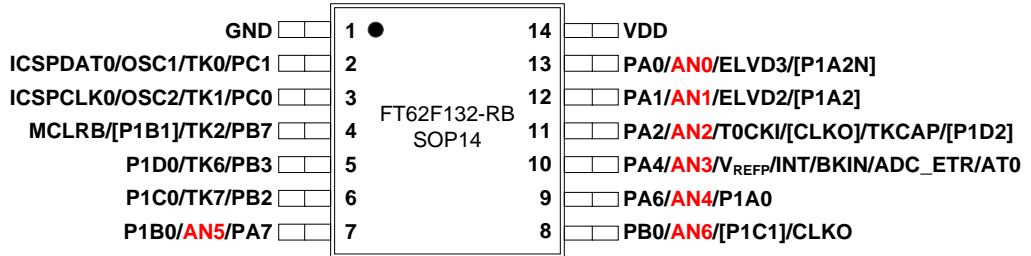 GND 1 14 VDD
ICSPDAT0/OSC1/TK0/PC1 2 13 PA0/AN0/ELVD3/[P1A2N]
ICSPCLK0/OSC2/TK1/PC0 3 12 PA1/AN1/ELVD2/[P1A2]
FT62F132-RB
SOP14
MCLRB/[P1B1]/TK2/PB7 4 11 PA2/AN2/T0CKI/[CLKO]/TKCAP/[P1D2]
P1D0/TK6/PB3 5 10 PA4/AN3/VREFP/INT/BKIN/ADC_ETR/AT0
P1C0/TK7/PB2 6 9 PA6/AN4/P1A0
P1B0/AN5/PA7 7 8 PB0/AN6/[P1C1]/CLKO